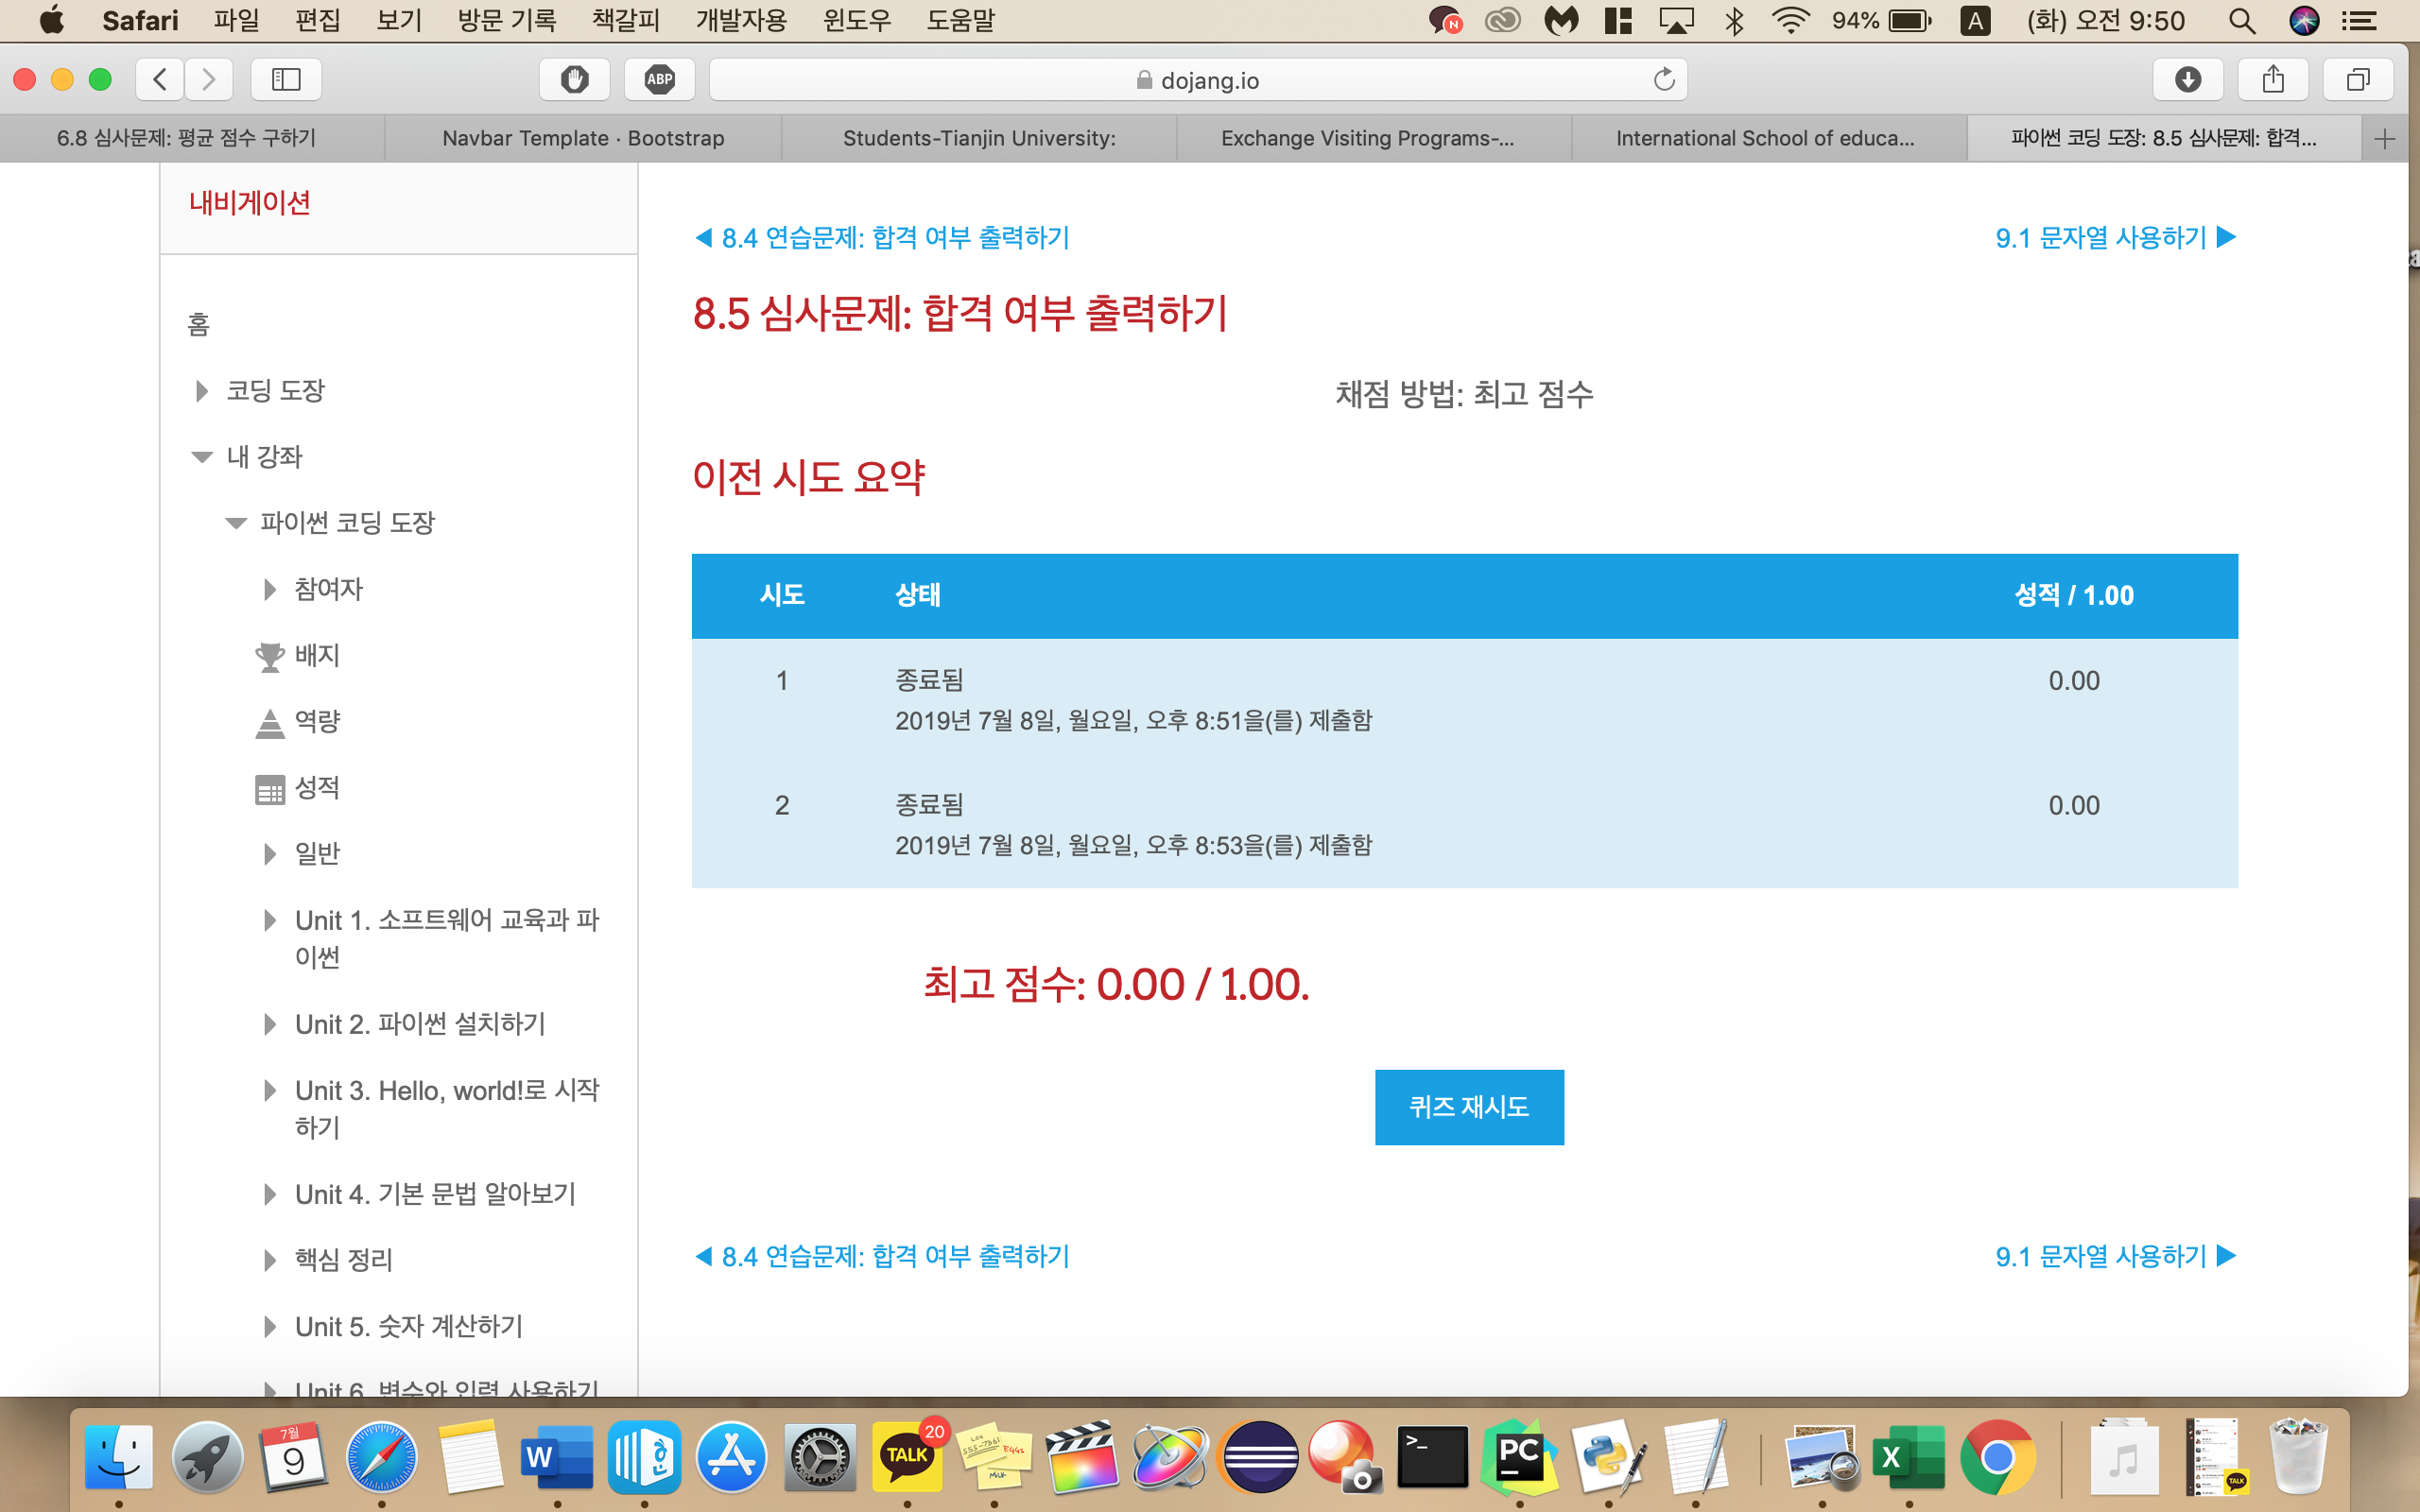 Safari 파일 편집 보기 방문 기록 책갈피 개발자용 윈도우 도움말 94% A (화) 오전 9:50
ABP dojang.io
6.8 심사문제: 평균 점수 구하기 Navbar Template · Bootstrap Students-Tianjin University: Exchange Visiting Programs-... International School of educa... 파이썬 코딩 도장: 8.5 심사문제: 합격...
내비게이션
홈
코딩 도장
내 강좌
파이썬 코딩 도장
참여자
배지
역량
성적
일반
Unit 1. 소프트웨어 교육과 파
이썬
Unit 2. 파이썬 설치하기
Unit 3. Hello, world!로 시작
하기
Unit 4. 기본 문법 알아보기
핵심 정리
Unit 5. 숫자 계산하기
Unit 6. 변수와 입력 사용하기
◀ 8.4 연습문제: 합격 여부 출력하기 9.1 문자열 사용하기 ▶
8.5 심사문제: 합격 여부 출력하기
채점 방법: 최고 점수
이전 시도 요약
시도 상태 성적 / 1.00
1 종료됨 0.00
2019년 7월 8일, 월요일, 오후 8:51을(를) 제출함
2 종료됨 0.00
2019년 7월 8일, 월요일, 오후 8:53을(를) 제출함
최고 점수: 0.00 / 1.00.
퀴즈 재시도
◀ 8.4 연습문제: 합격 여부 출력하기 9.1 문자열 사용하기 ▶
7월
9
W
TALK
20
PC
X
TALK